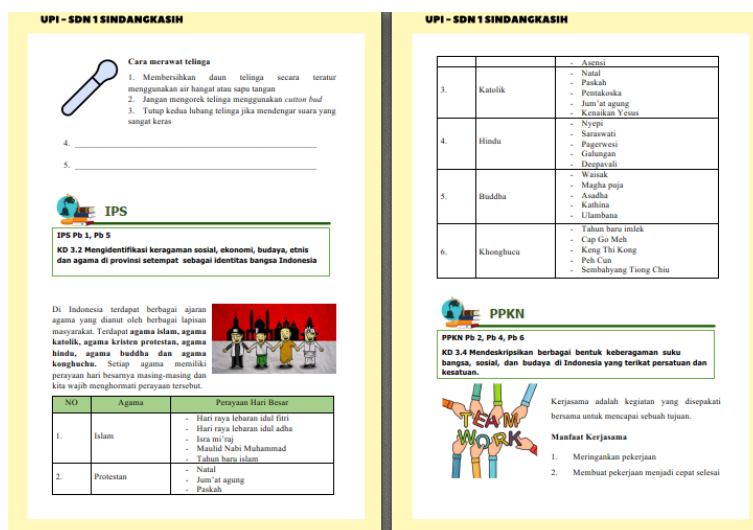 UPI – SDN 1 SINDANGKASIH
Cara merawat telinga
1. Membersihkan daun telinga secara teratur
menggunakan air hangat atau sapu tangan
2. Jangan mengorek telinga menggunakan cutton bud
3. Tutup kedua lubang telinga jika mendengar suara yang
sangat keras
4.
5.
IPS
IPS Pb 1, Pb 5
KD 3.2 Mengidentifikasi keragaman sosial, ekonomi, budaya, etnis
dan agama di provinsi setempat sebagai identitas bangsa Indonesia
Di Indonesia terdapat berbagai ajaran
agama yang dianut oleh berbagai lapisan
masyarakat. Terdapat agama islam, agama
katolik, agama kristen protestan, agama
hindu, agama buddha dan agama
konghuchu. Setiap agama memiliki
perayaan hari besarnya masing-masing dan
kita wajib menghormati perayaan tersebut.
NO Agama Perayaan Hari Besar
1. Islam
- Hari raya lebaran idul fitri
- Hari raya lebaran idul adha
- Isra mi'raj
- Maulid Nabi Muhammad
- Tahun baru islam
2. Protestan
- Natal
- Jum'at agung
- Paskah
UPI – SDN 1 SINDANGKASIH
- Asensi
3. Katolik
- Natal
- Paskah
- Pentakoska
- Jum'at agung
- Kenaikan Yesus
4. Hindu
- Nyepi
- Saraswati
- Pagerwesi
- Galungan
- Deepavali
5. Buddha
- Waisak
- Magha puja
- Asadha
- Kathina
- Ulambana
6. Khonghucu
- Tahun baru imlek
- Cap Go Meh
- Keng Thi Kong
- Peh Cun
- Sembahyang Tiong Chiu
PPKN
PPKN Pb 2, Pb 4, Pb 6
KD 3.4 Mendeskripsikan berbagai bentuk keberagaman suku
bangsa, sosial, dan budaya di Indonesia yang terikat persatuan dan
kesatuan.
TEAM
WORK
Kerjasama adalah kegiatan yang disepakati
bersama untuk mencapai sebuah tujuan.
Manfaat Kerjasama
1. Meringankan pekerjaan
2. Membuat pekerjaan menjadi cepat selesai